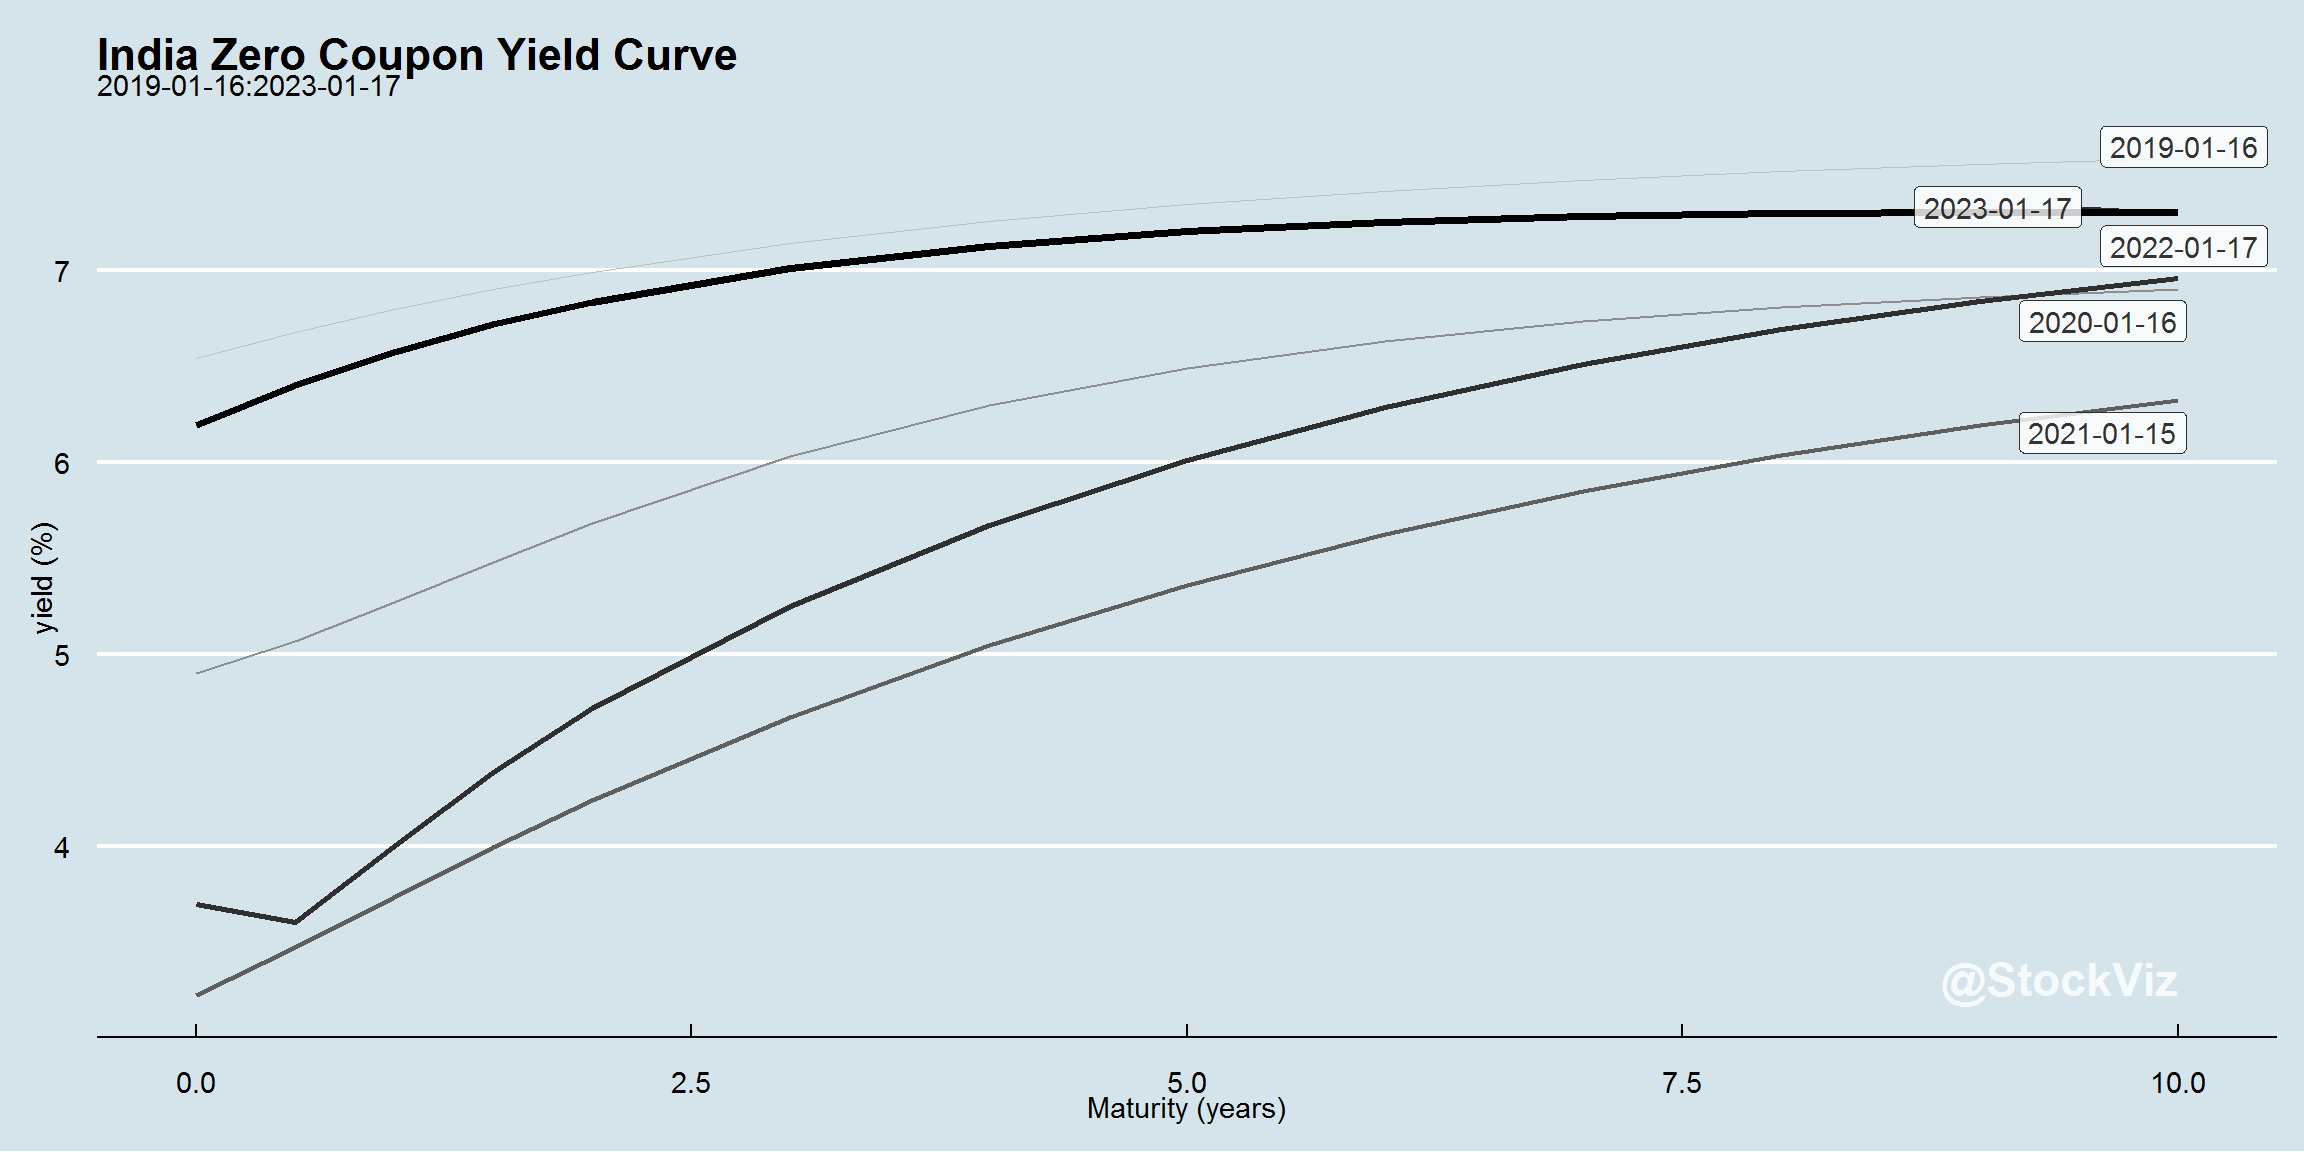 India Zero Coupon Yield Curve
2019-01-16:2023-01-17
2019-01-16
2023-01-17
2022-01-17
2020-01-16
2021-01-15
7
6
5
4
yield (%)
@StockViz
0.0 2.5 5.0 7.5 10.0
Maturity (years)